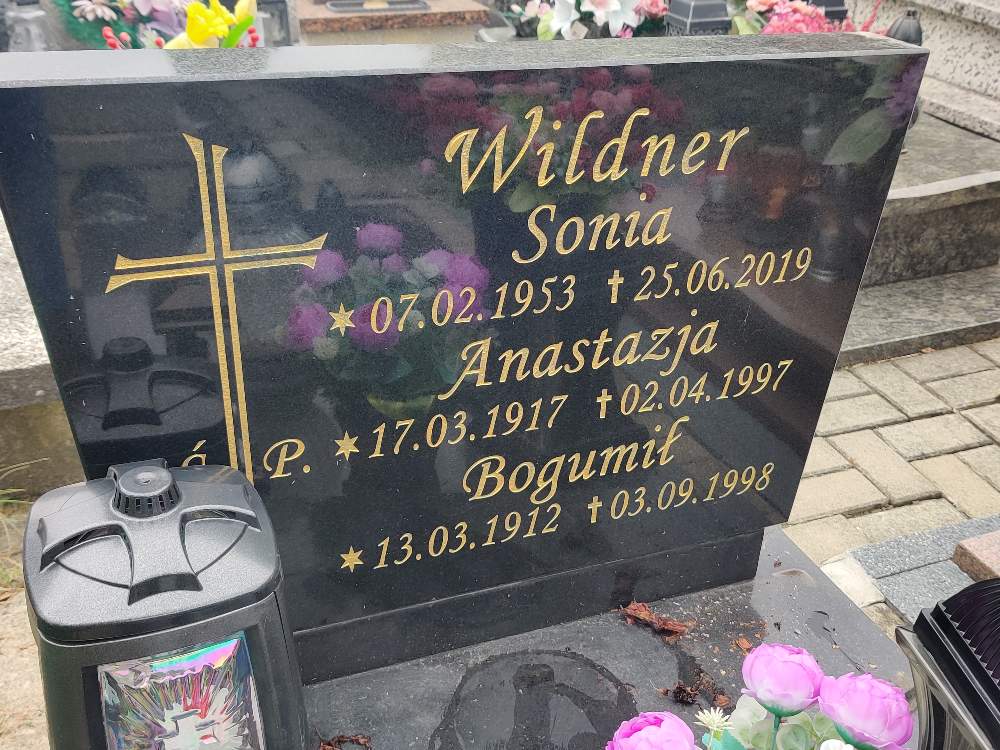 Wildner
Sonia
07.02.1953 ✝ 25.06.2019
Anastazja
17.03.1917 ✝ 02.04.1997
Bogumił
13.03.1912 ✝ 03.09.1998
Ś P.